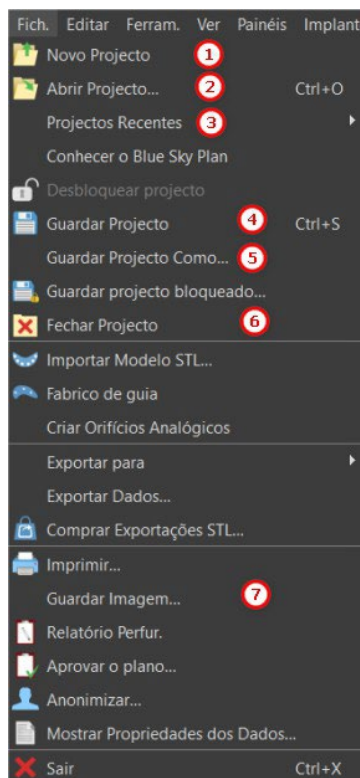 Fich. Editar Ferram. Ver Painéis Implant
Novo Projecto 1
Abrir Projecto... 2 Ctrl+O
Projectos Recentes 3
Conhecer o Blue Sky Plan
Desbloquear projecto
Guardar Projecto 4 Ctrl+S
Guardar Projecto Como... 5
Guardar projecto bloqueado...
Fechar Projecto 6
Importar Modelo STL...
Fabrico de guia
Criar Orifícios Analógicos
Exportar para
Exportar Dados...
Comprar Exportações STL...
Imprimir...
Guardar Imagem... 7
Relatório Perfur.
Aprovar o plano...
Anonimizar...
Mostrar Propriedades dos Dados...
Sair Ctrl+X